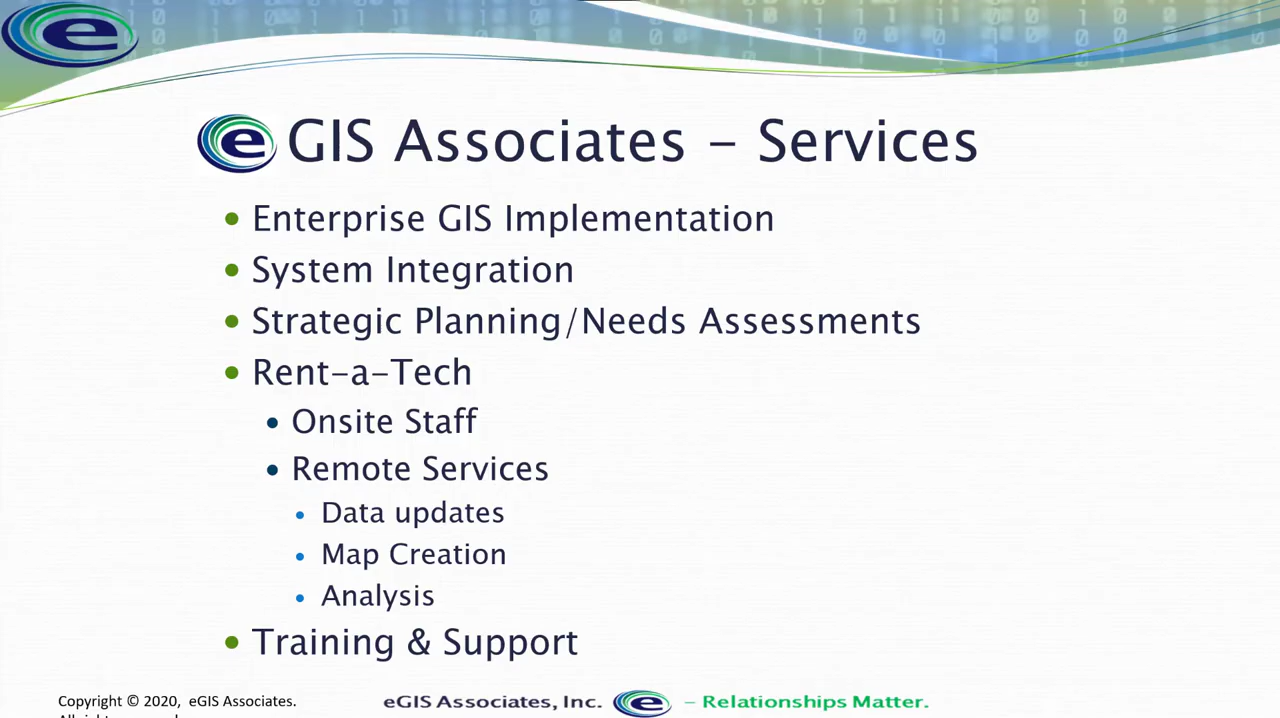 e GIS Associates - Services
Enterprise GIS Implementation
System Integration
Strategic Planning/Needs Assessments
Rent-a-Tech
Onsite Staff
Remote Services
Data updates
Map Creation
Analysis
Training & Support
Copyright © 2020, eGIS Associates.
eGIS Associates, Inc. e – Relationships Matter.